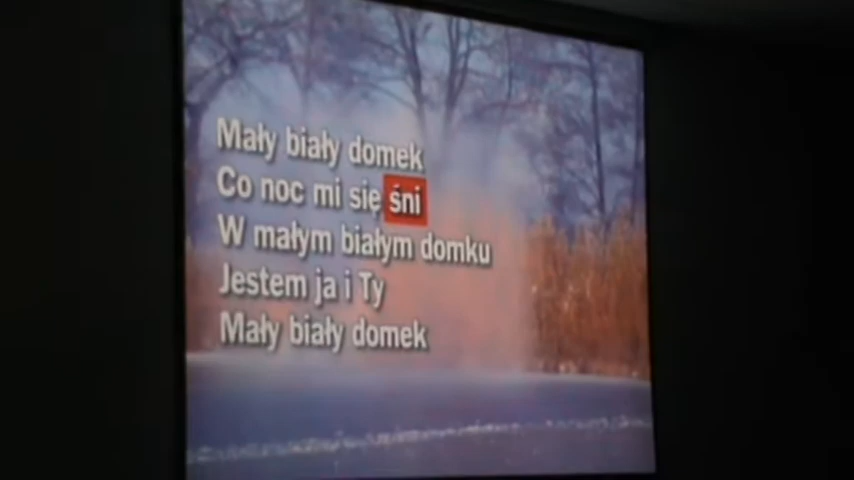 Mały biały domek
Co noc mi się śni
W małym białym domku
Jestem ja i Ty
Mały biały domek